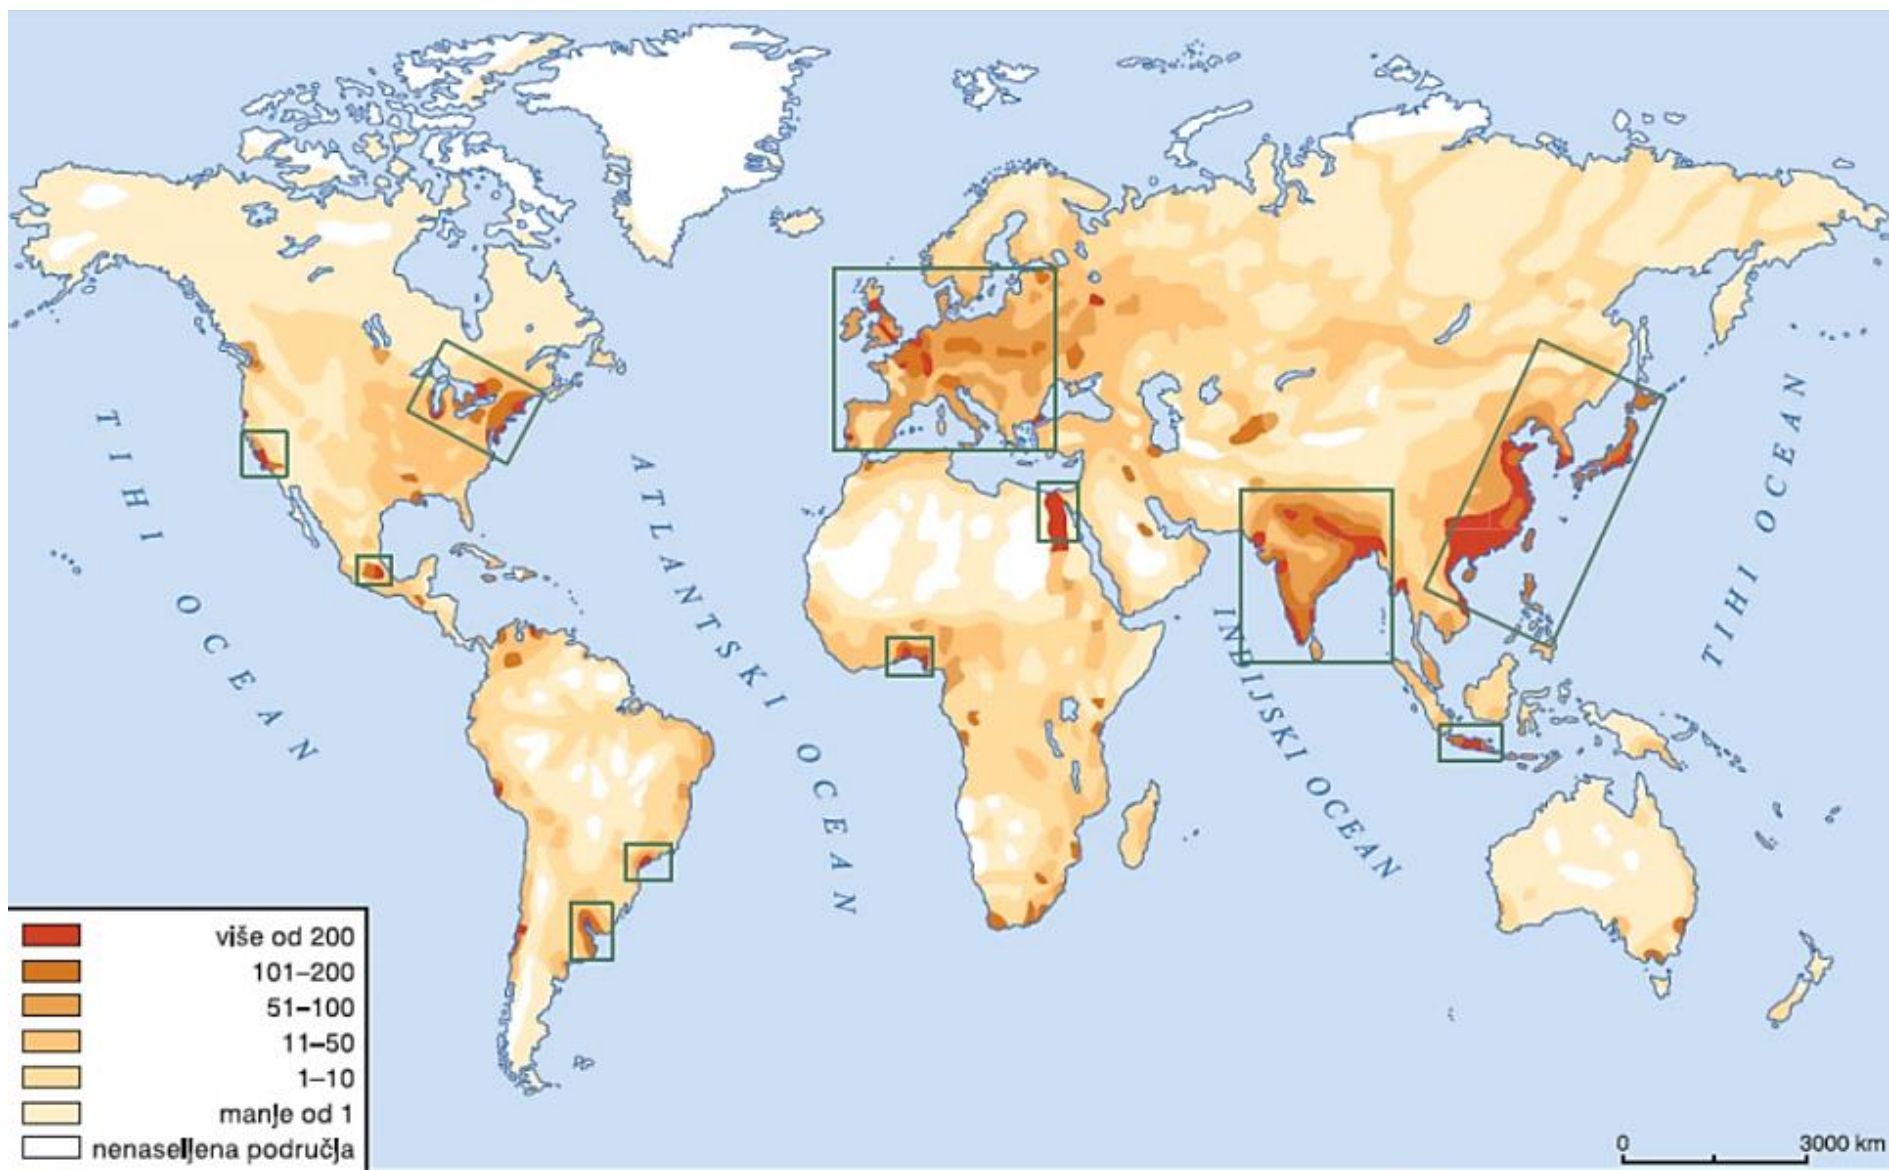 TIHI OCEAN
ATLANTSKI OCEAN
INDIJSKI OCEAN
TIHI OCEAN
više od 200
101–200
51–100
11–50
1–10
manje od 1
nenaseljena područja
0 3000 km